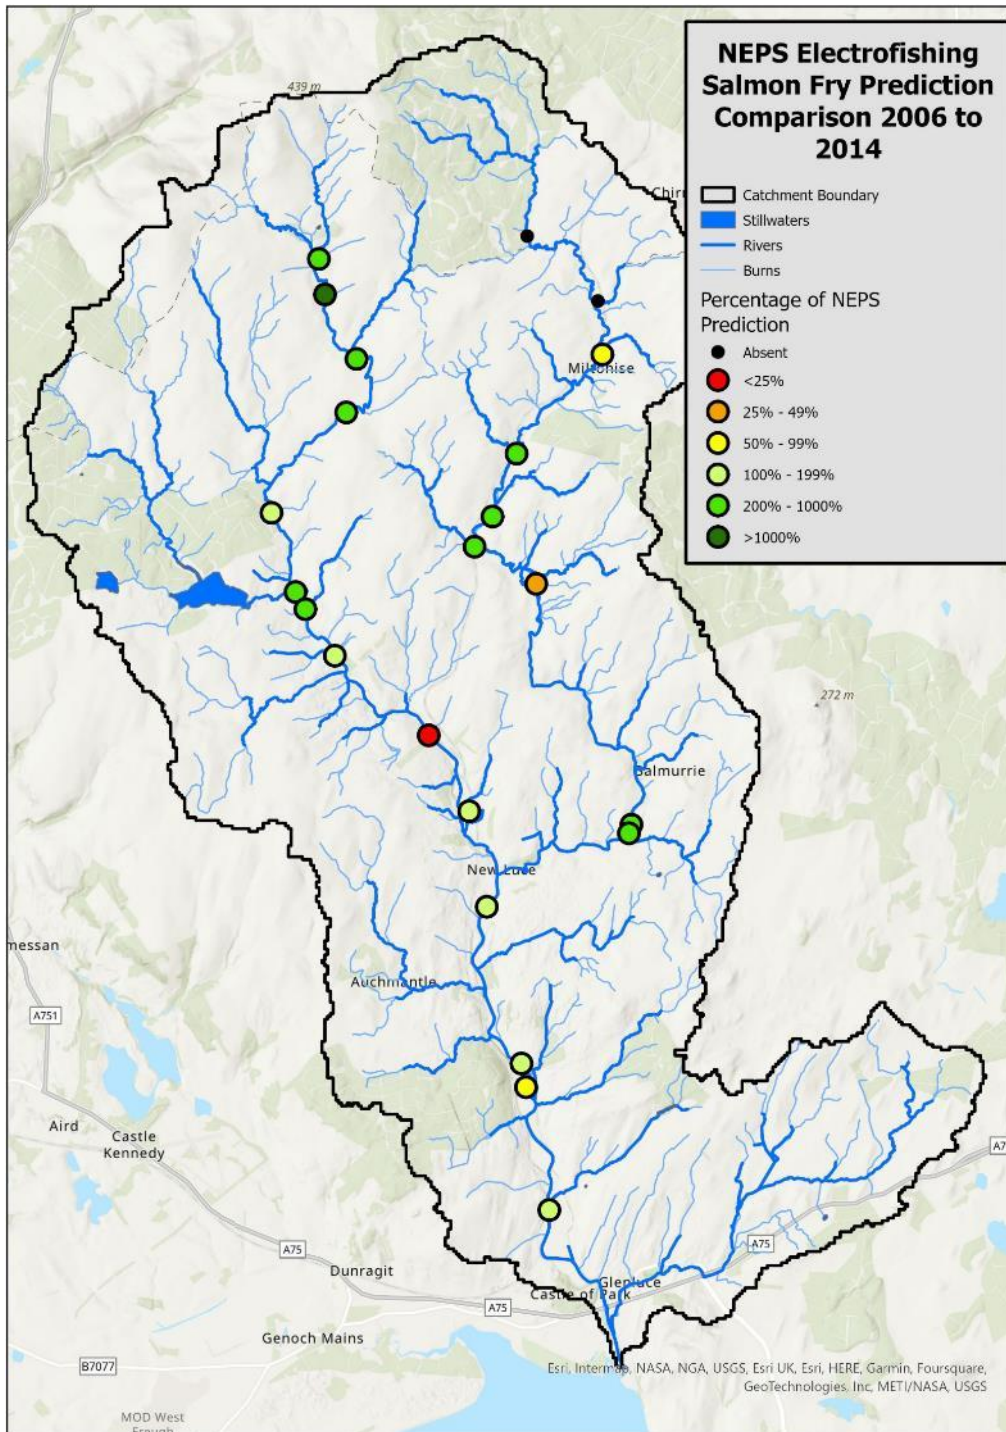 NEPS Electrofishing
Salmon Fry Prediction
Comparison 2006 to
2014
Catchment Boundary
Stillwaters
Rivers
Burns
Percentage of NEPS
Prediction
Absent
<25%
25% - 49%
50% - 99%
100% - 199%
200% - 1000%
>1000%
439 m
Miltonise
272 m
Balmurrie
New Luce
messan
Auchmantle
A751
Aird
Castle
Kennedy
A75
A75
Dunragit
Glenluce
Castle of Park
A75
Genoch Mains
B7077
Esri, Intermap, NASA, NGA, USGS, Esri UK, Esri, HERE, Garmin, Foursquare,
GeoTechnologies, Inc, METI/NASA, USGS
MOD West